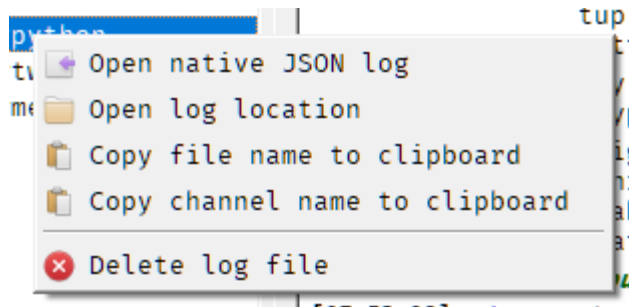 tup
python
Open native JSON log
Open log location
Copy file name to clipboard
Copy channel name to clipboard
Delete log file